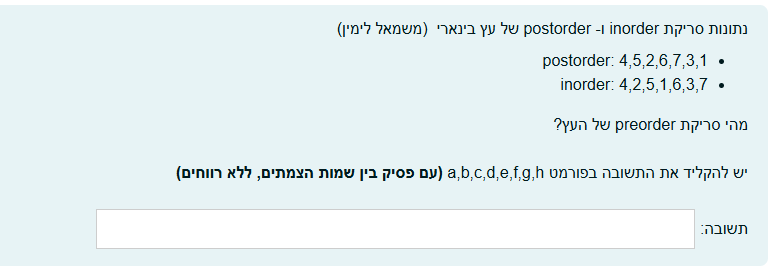 נתונות סריקת inorder ו- postorder של עץ בינארי (משמאל לימין)
• postorder: 4,5,2,6,7,3,1
• inorder: 4,2,5,1,6,3,7
מהי סריקת preorder של העץ?
יש להקליד את התשובה בפורמט a,b,c,d,e,f,g,h (עם פסיק בין שמות הצמתים, ללא רווחים)
תשובה: